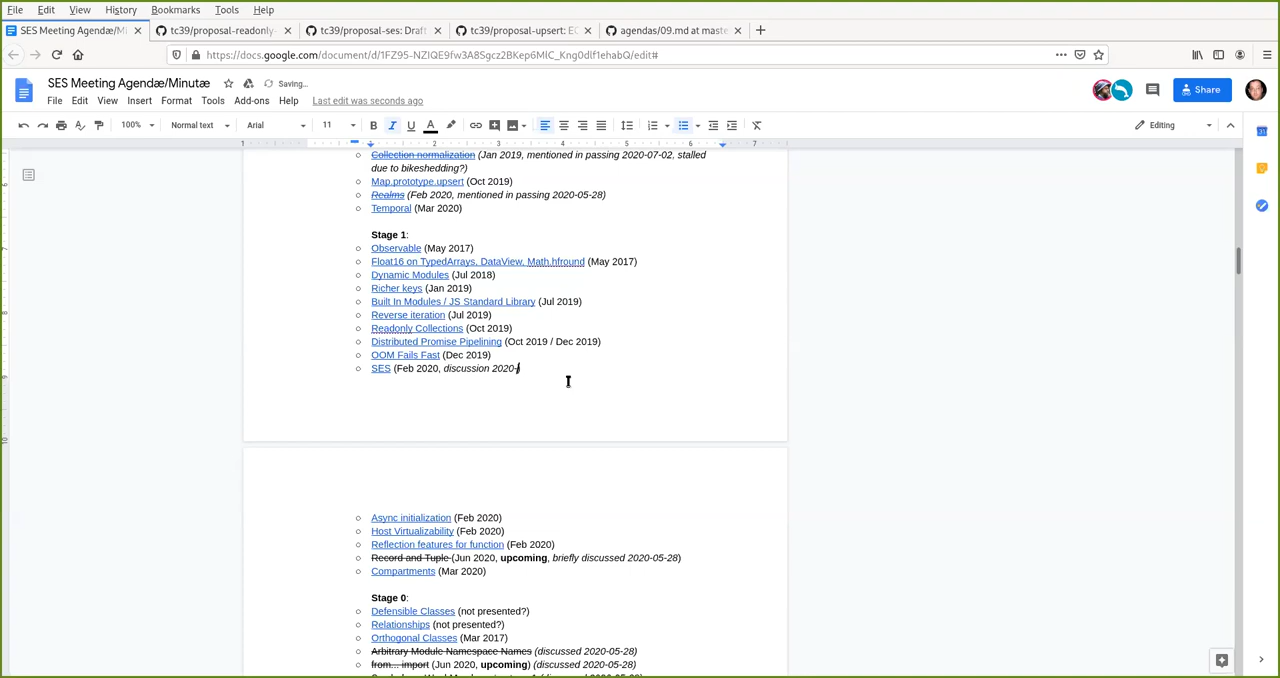 File Edit View History Bookmarks Tools Help
SES Meeting Agendæ/Mi
tc39/proposal-readonly-
tc39/proposal-ses: Draft
tc39/proposal-upsert: EC
agendas/09.md at master
https://docs.google.com/document/d/1FZ95-NZIQE9fw3A8Sgcz2BKep6MlC_Kng0dlf1ehabQ/edit#
SES Meeting Agendæ/Minutæ
Saving...
File Edit View Insert Format Tools Add-ons Help Last edit was seconds ago
Share
100% Normal text Arial 11 B I U A Editing
1 1 2 3 4 5 6 7
Collection normalization (Jan 2019, mentioned in passing 2020-07-02, stalled
due to bikeshedding?)
Map.prototype.upsert (Oct 2019)
Realms (Feb 2020, mentioned in passing 2020-05-28)
Temporal (Mar 2020)
Stage 1:
Observable (May 2017)
Float16 on TypedArrays, DataView, Math.hfround (May 2017)
Dynamic Modules (Jul 2018)
Richer keys (Jan 2019)
Built In Modules / JS Standard Library (Jul 2019)
Reverse iteration (Jul 2019)
Readonly Collections (Oct 2019)
Distributed Promise Pipelining (Oct 2019 / Dec 2019)
OOM Fails Fast (Dec 2019)
SES (Feb 2020, discussion 2020-)
Async initialization (Feb 2020)
Host Virtualizability (Feb 2020)
Reflection features for function (Feb 2020)
Record and Tuple (Jun 2020, upcoming, briefly discussed 2020-05-28)
Compartments (Mar 2020)
Stage 0:
Defensible Classes (not presented?)
Relationships (not presented?)
Orthogonal Classes (Mar 2017)
Arbitrary Module Namespace Names (discussed 2020-05-28)
from... import (Jun 2020, upcoming) (discussed 2020-05-28)